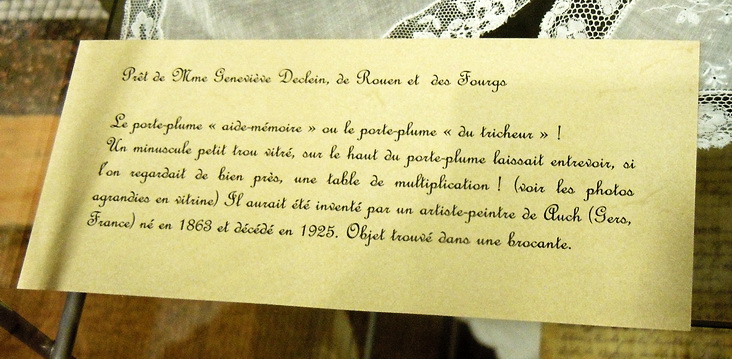 Prêt de Mme Geneviève Declein, de Rouen et des Fourgs
Le porte-plume « aide-mémoire » ou le porte-plume « du tricheur » !
Un minuscule petit trou vitré, sur le haut du porte-plume laissait entrevoir, si
l'on regardait de bien près, une table de multiplication ! (voir les photos
agrandies en vitrine) Il aurait été inventé par un artiste-peintre de Auch (Gers,
France) né en 1863 et décédé en 1925. Objet trouvé dans une brocante.